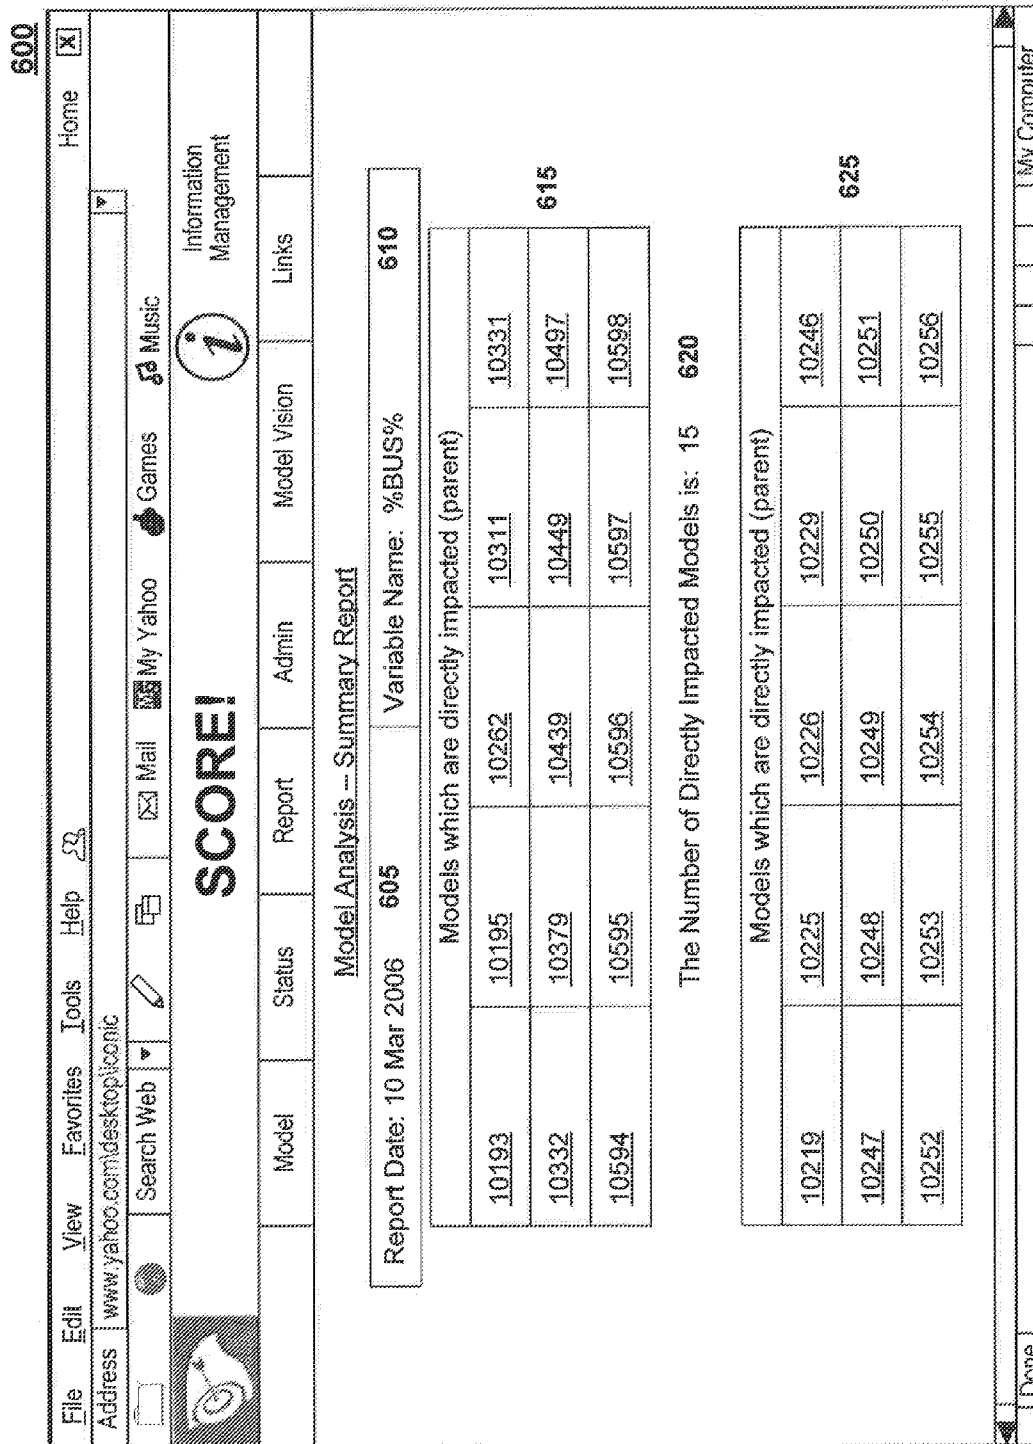 600
File Edit View Favorites Tools Help Home X
Address www.yahoo.com\desktop\iconic
Search Web Mail My Yahoo Games Music
SCORE! i Information
Management
Model Status Report Admin Model Vision Links
Model Analysis – Summary Report
Report Date: 10 Mar 2006 605 Variable Name: %BUS% 610
Models which are directly impacted (parent)
10193 10195 10262 10311 10331
615
10332 10379 10439 10449 10497
10594 10595 10596 10597 10598
The Number of Directly Impacted Models is: 15 620
Models which are directly impacted (parent)
10219 10225 10226 10229 10246
625
10247 10248 10249 10250 10251
10252 10253 10254 10255 10256
Done My Computer